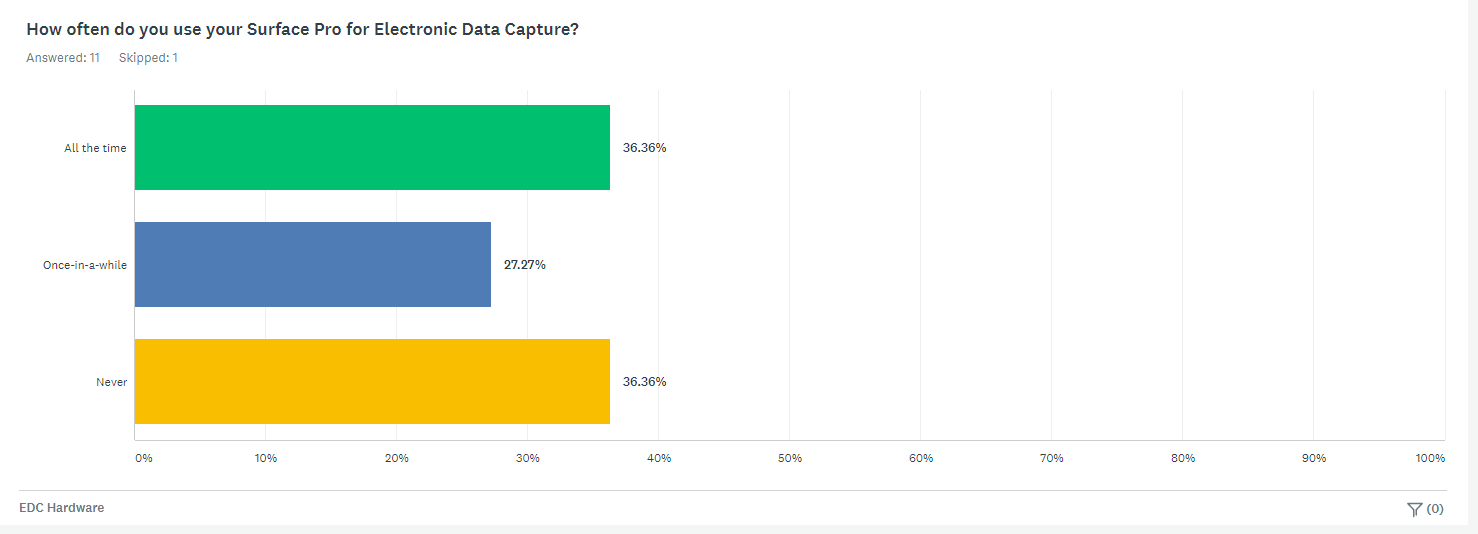 How often do you use your Surface Pro for Electronic Data Capture?
Answered: 11 Skipped: 1
All the time 36.36%
Once-in-a-while 27.27%
Never 36.36%
0% 10% 20% 30% 40% 50% 60% 70% 80% 90% 100%
EDC Hardware (0)